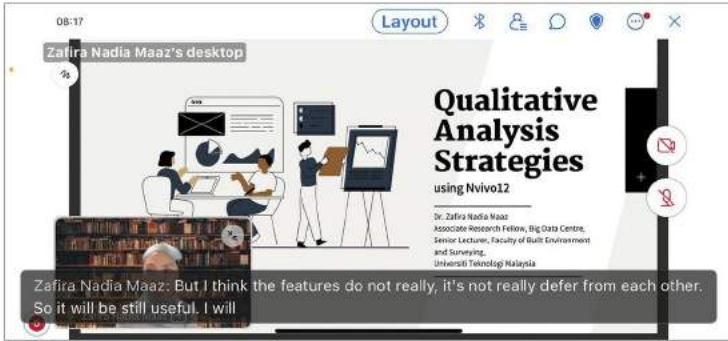 08:17
Layout
Zafira Nadia Maaz's desktop
Qualitative
Analysis
Strategies
using Nvivo12
Dr. Zafira Nadia Maaz
Associate Research Fellow, Big Data Centre,
Senior Lecturer, Faculty of Built Environment
and Surveying,
Universiti Teknologi Malaysia
Zafira Nadia Maaz: But I think the features do not really, it's not really defer from each other.
So it will be still useful. I will